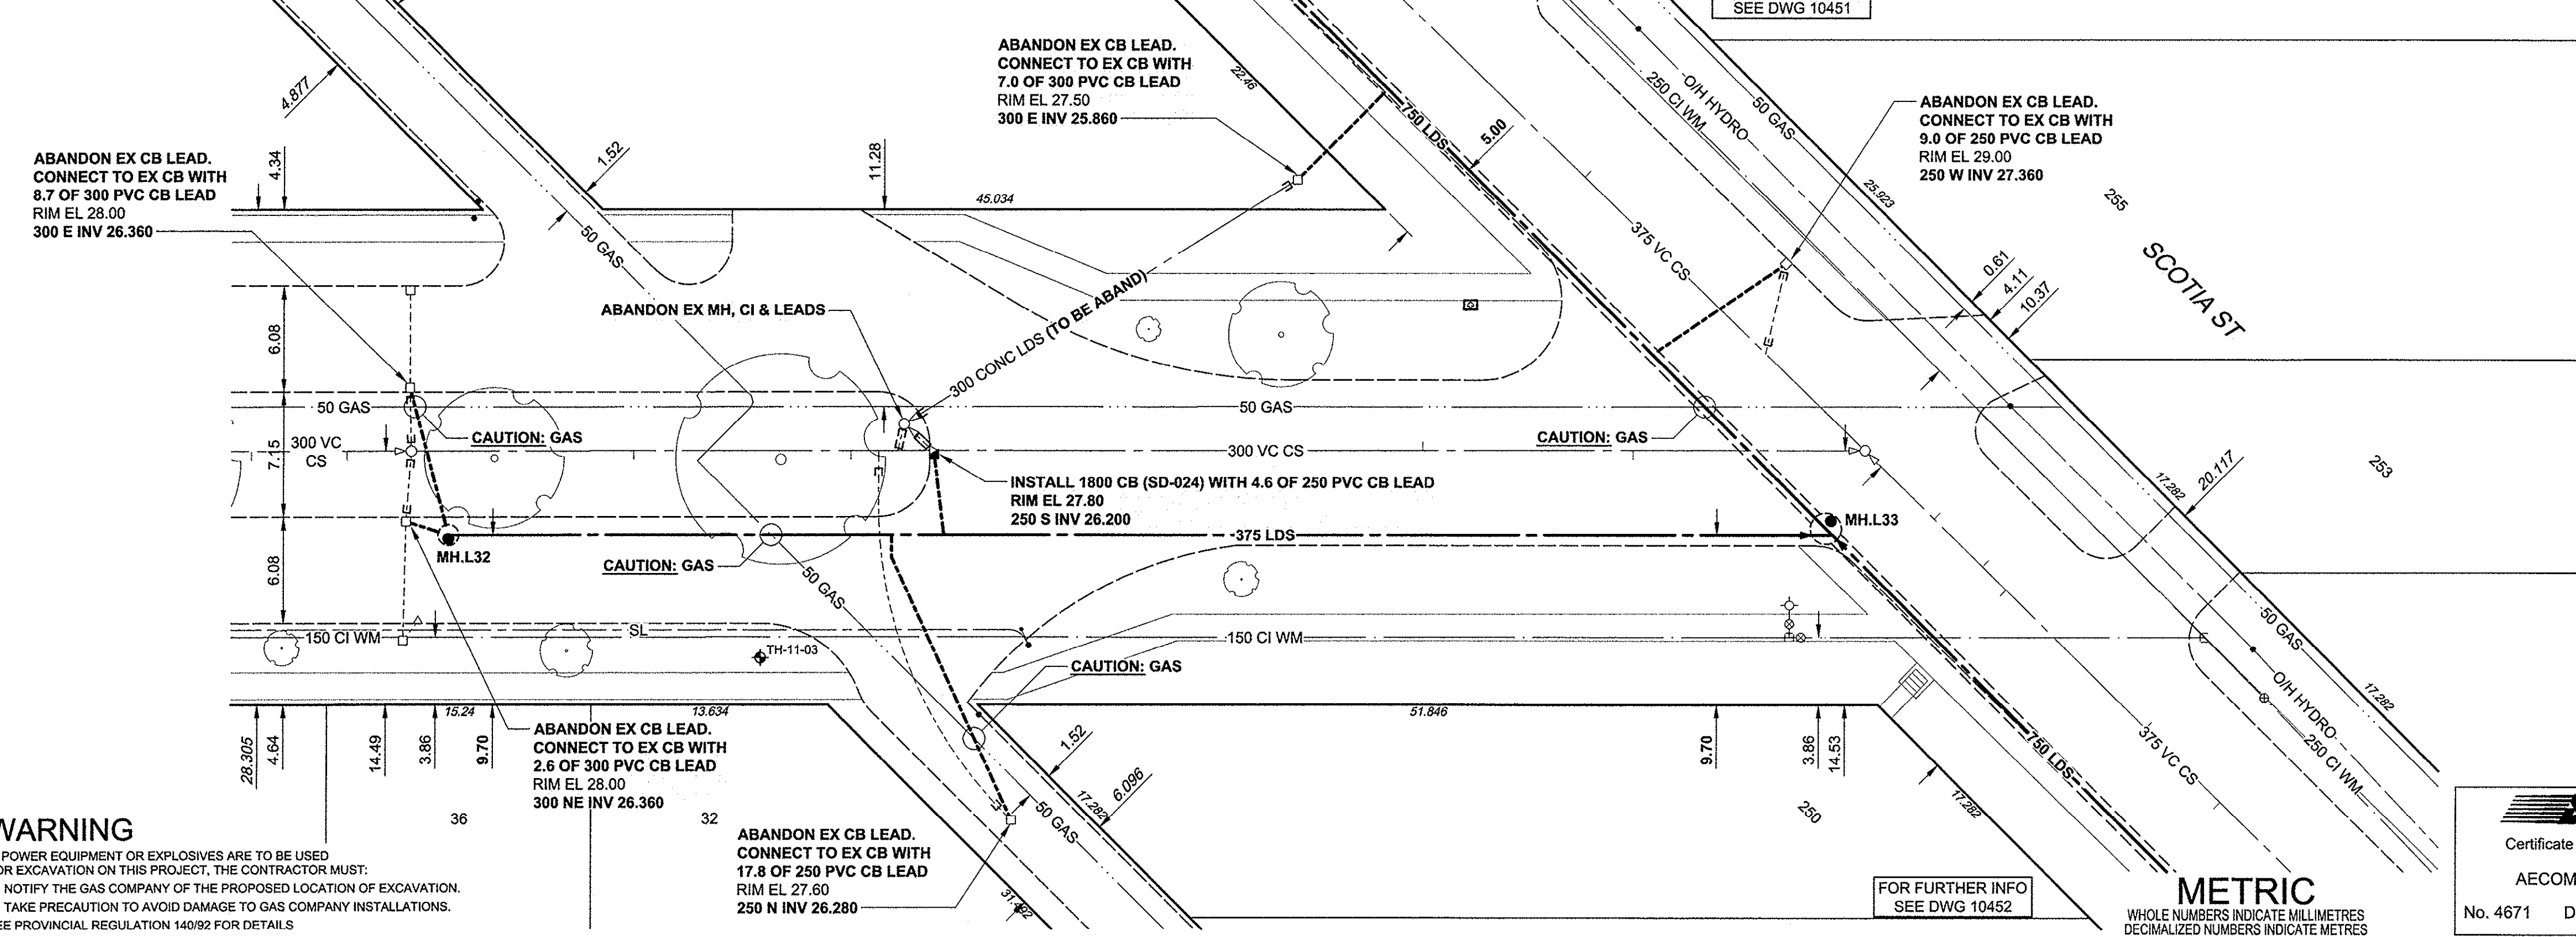 SEE DWG 10451
ABANDON EX CB LEAD.
CONNECT TO EX CB WITH
7.0 OF 300 PVC CB LEAD
RIM EL 27.50
300 E INV 25.860
22.46
750 LDS
5.00
250 CI WM
O/H HYDRO
50 GAS
ABANDON EX CB LEAD.
CONNECT TO EX CB WITH
9.0 OF 250 PVC CB LEAD
RIM EL 29.00
250 W INV 27.360
4.877
ABANDON EX CB LEAD.
CONNECT TO EX CB WITH
8.7 OF 300 PVC CB LEAD
RIM EL 28.00
300 E INV 26.360
4.34
1.52
11.28
45.034
50 GAS
375 VC CS
25.923
255
SCOTIA ST
0.61
4.11
10.37
ABANDON EX MH, CI & LEADS
300 CONC LDS (TO BE ABAND)
6.08
7.15
6.08
50 GAS
50 GAS
CAUTION: GAS
CAUTION: GAS
300 VC
CS
300 VC CS
INSTALL 1800 CB (SD-024) WITH 4.6 OF 250 PVC CB LEAD
RIM EL 27.80
250 S INV 26.200
17.282
20.117
253
MH.L32
375 LDS
MH.L33
CAUTION: GAS
50 GAS
150 CI WM
SL
TH-11-03
150 CI WM
CAUTION: GAS
50 GAS
O/H HYDRO
250 CI WM
17.282
15.24
13.634
51.846
28.305
4.64
14.49
3.86
9.70
ABANDON EX CB LEAD.
CONNECT TO EX CB WITH
2.6 OF 300 PVC CB LEAD
RIM EL 28.00
300 NE INV 26.360
1.52
6.096
17.282
50 GAS
9.70
3.86
14.53
750 LDS
375 VC CS
17.282
250
36
32
ABANDON EX CB LEAD.
CONNECT TO EX CB WITH
17.8 OF 250 PVC CB LEAD
RIM EL 27.60
250 N INV 26.280
WARNING
POWER EQUIPMENT OR EXPLOSIVES ARE TO BE USED
OR EXCAVATION ON THIS PROJECT, THE CONTRACTOR MUST:
NOTIFY THE GAS COMPANY OF THE PROPOSED LOCATION OF EXCAVATION.
TAKE PRECAUTION TO AVOID DAMAGE TO GAS COMPANY INSTALLATIONS.
EE PROVINCIAL REGULATION 140/92 FOR DETAILS
FOR FURTHER INFO
SEE DWG 10452
METRIC
WHOLE NUMBERS INDICATE MILLIMETRES
DECIMALIZED NUMBERS INDICATE METRES
Certificate
AECOM
No. 4671 D